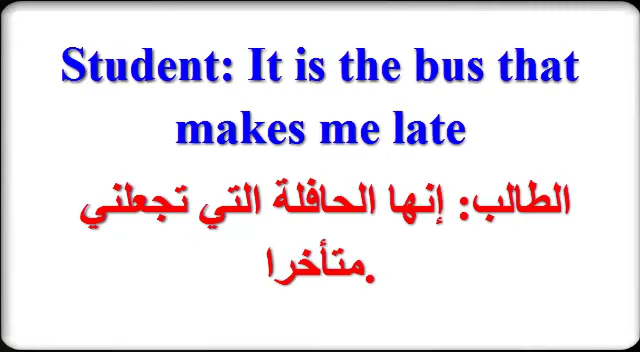 Student: It is the bus that
makes me late
الطالب: إنها الحافلة التي تجعلني
متأخرا.